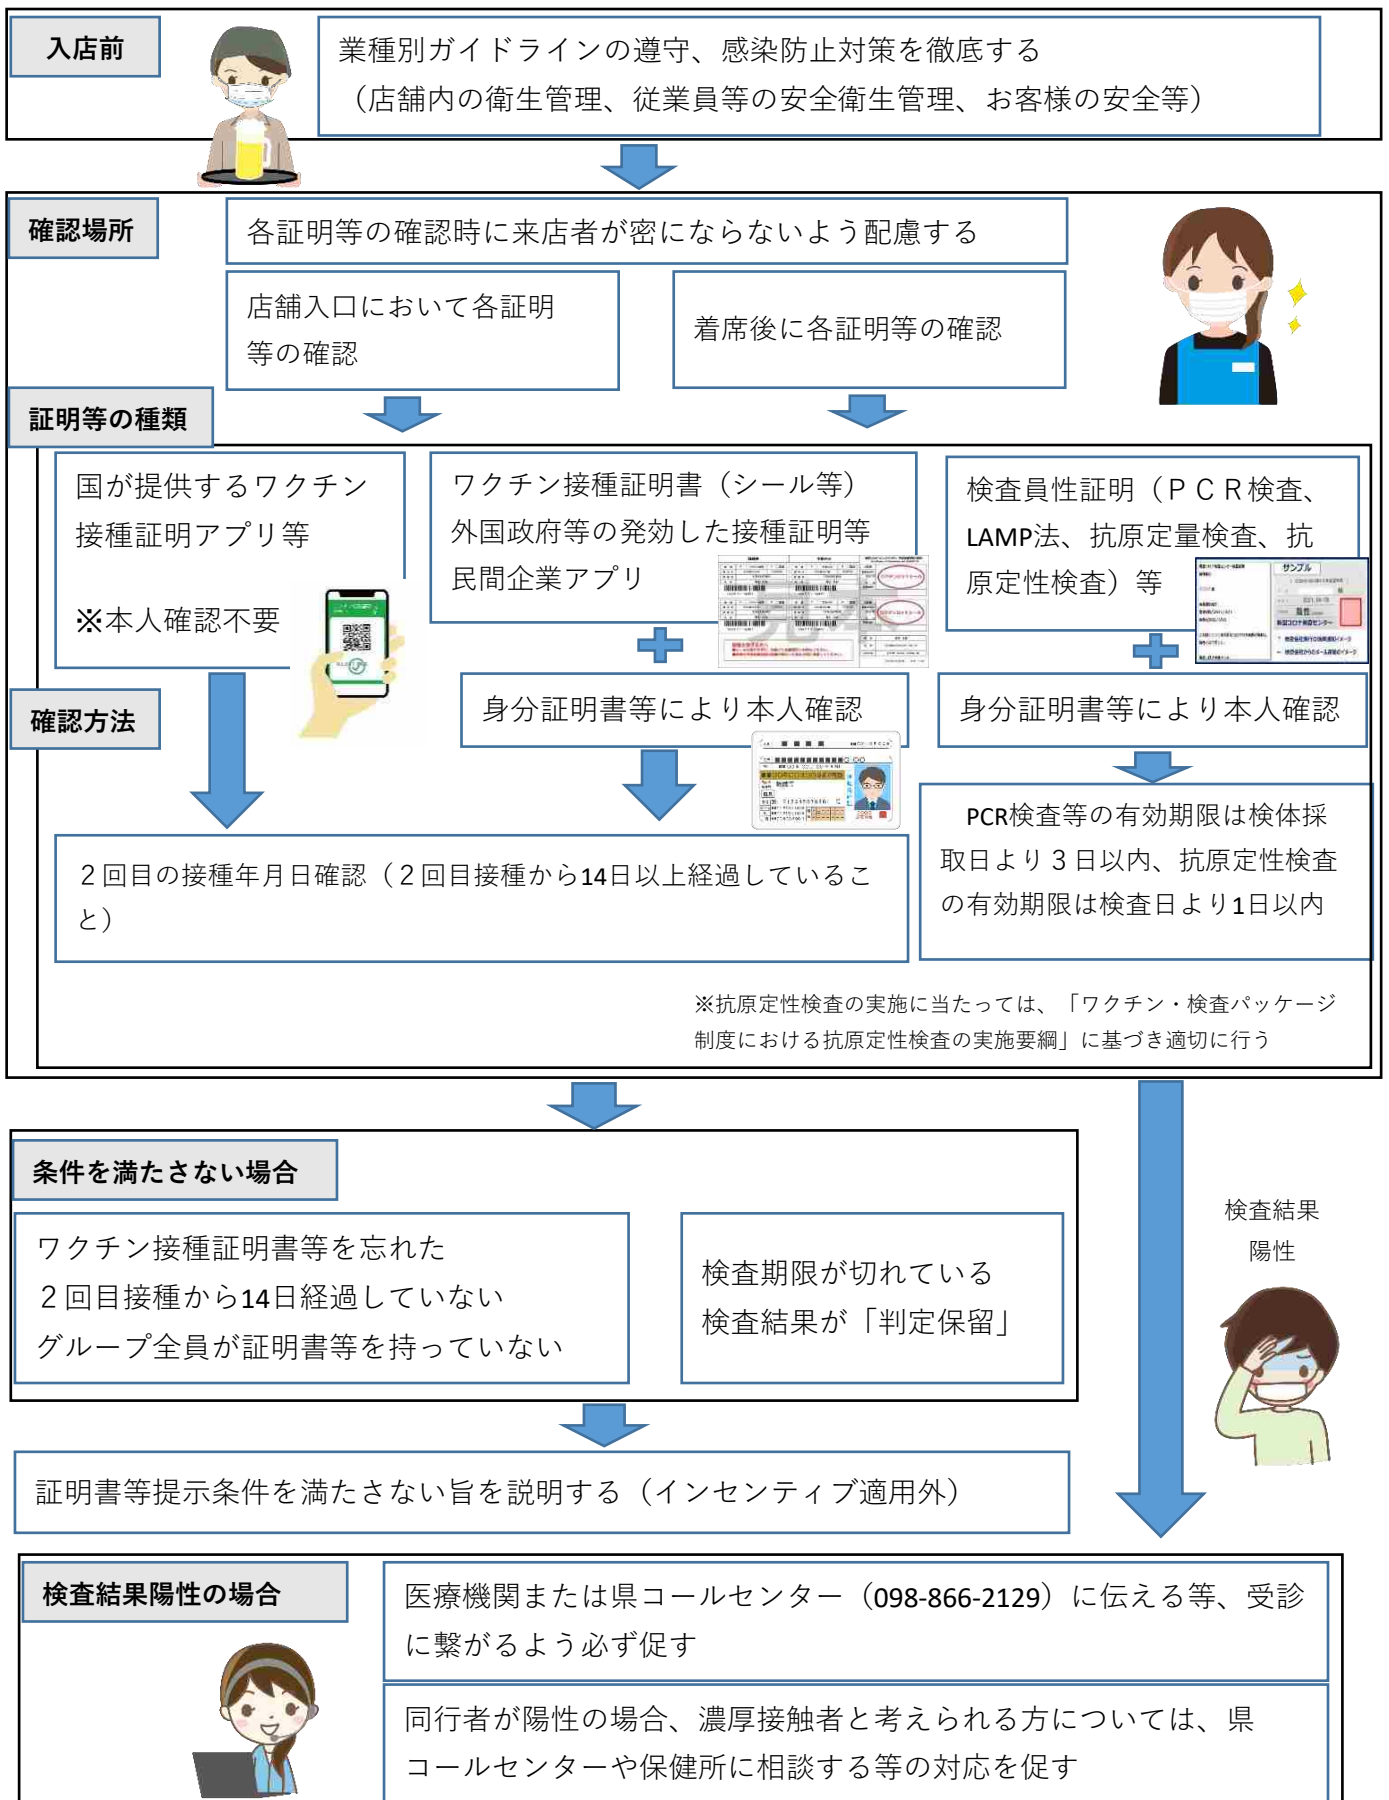 入店前
業種別ガイドラインの遵守、感染防止対策を徹底する
（店舗内の衛生管理、従業員等の安全衛生管理、お客様の安全等）
確認場所
各証明等の確認時に来店者が密にならないよう配慮する
店舗入口において各証明
等の確認
着席後に各証明等の確認
証明等の種類
国が提供するワクチン
接種証明アプリ等
※本人確認不要
ワクチン接種証明書（シール等）
外国政府等の発効した接種証明等
民間企業アプリ
検査員性証明（ＰＣＲ検査、
LAMP法、抗原定量検査、抗
原定性検査）等
サンプル
確認方法
身分証明書等により本人確認
身分証明書等により本人確認
２回目の接種年月日確認（２回目接種から14日以上経過しているこ
と）
PCR検査等の有効期限は検体採
取日より３日以内、抗原定性検査
の有効期限は検査日より1日以内
※抗原定性検査の実施に当たっては、「ワクチン・検査パッケージ
制度における抗原定性検査の実施要綱」に基づき適切に行う
条件を満たさない場合
ワクチン接種証明書等を忘れた
２回目接種から14日経過していない
グループ全員が証明書等を持っていない
検査期限が切れている
検査結果が「判定保留」
検査結果
陽性
証明書等提示条件を満たさない旨を説明する（インセンティブ適用外）
検査結果陽性の場合
医療機関または県コールセンター（098-866-2129）に伝える等、受診
に繋がるよう必ず促す
同行者が陽性の場合、濃厚接触者と考えられる方については、県
コールセンターや保健所に相談する等の対応を促す